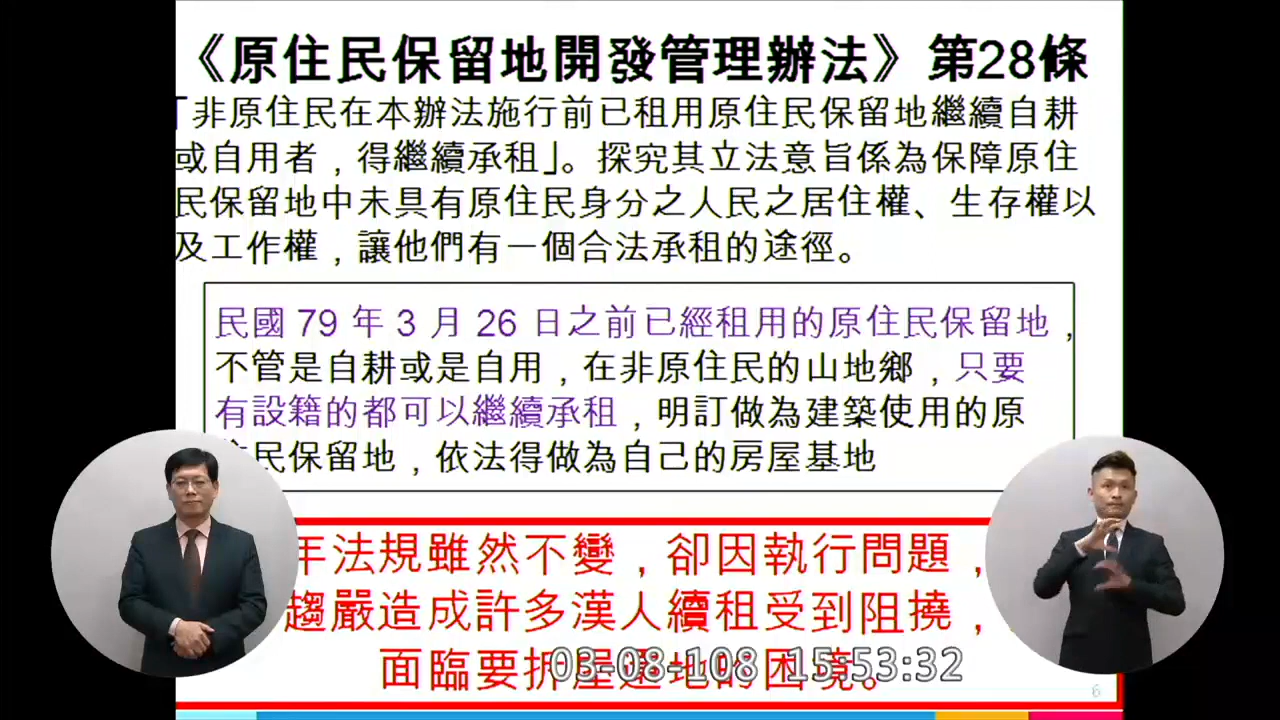 《原住民保留地開發管理辦法》第28條
「非原住民在本辦法施行前已租用原住民保留地繼續自耕
或自用者，得繼續承租」。探究其立法意旨係為保障原住
民保留地中未具有原住民身分之人民之居住權、生存權以
及工作權，讓他們有一個合法承租的途徑。
民國 79 年 3 月 26 日之前已經租用的原住民保留地，
不管是自耕或是自用，在非原住民的山地鄉，只要
有設籍的都可以繼續承租，明訂做為建築使用的原
民保留地，依法得做為自己的房屋基地
年法規雖然不變，卻因執行問題，
趨嚴造成許多漢人續租受到阻撓，
面臨要拆屋還地的困境。
03-08-108 15:53:32
6